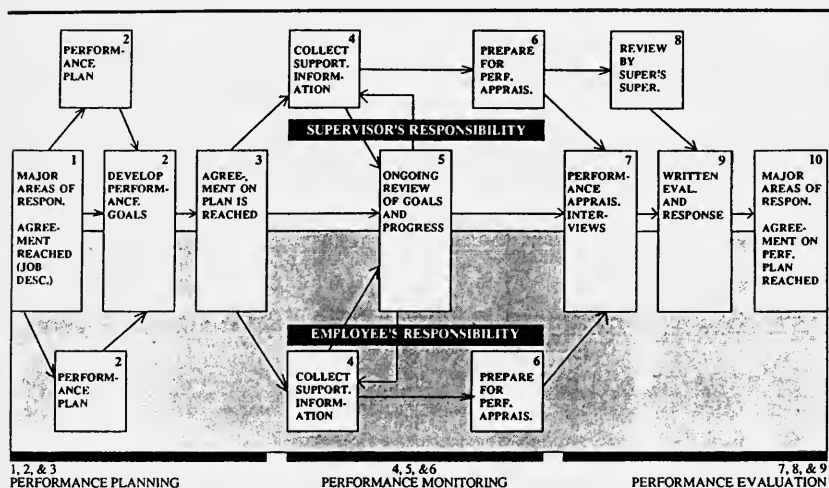 2
PERFORM-
ANCE
PLAN
4
COLLECT
SUPPORT.
INFORM-
ATION
6
PREPARE
FOR
PERF.
APPRAIS.
8
REVIEW
BY
SUPER'S
SUPER.
SUPERVISOR'S RESPONSIBILITY
1
MAJOR
AREAS OF
RESPON.
AGREE-
MENT
REACHED
(JOB
DESC.)
2
DEVELOP
PERFORM-
ANCE
GOALS
3
AGREE-
MENT ON
PLAN IS
REACHED
5
ONGOING
REVIEW
OF GOALS
AND
PROGRESS
7
PERFORM-
ANCE
APPRAIS.
INTER-
VIEWS
9
WRITTEN
EVAL.
AND
RESPONSE
10
MAJOR
AREAS OF
RESPON.
AGREE-
MENT ON
PERF.
PLAN
REACHED
EMPLOYEE'S RESPONSIBILITY
2
PERFORM-
ANCE
PLAN
4
COLLECT
SUPPORT.
INFORM-
ATION
6
PREPARE
FOR
PERF.
APPRAIS.
1, 2, & 3
PERFORMANCE PLANNING
4, 5, &6
PERFORMANCE MONITORING
7, 8, & 9
PERFORMANCE EVALUATION